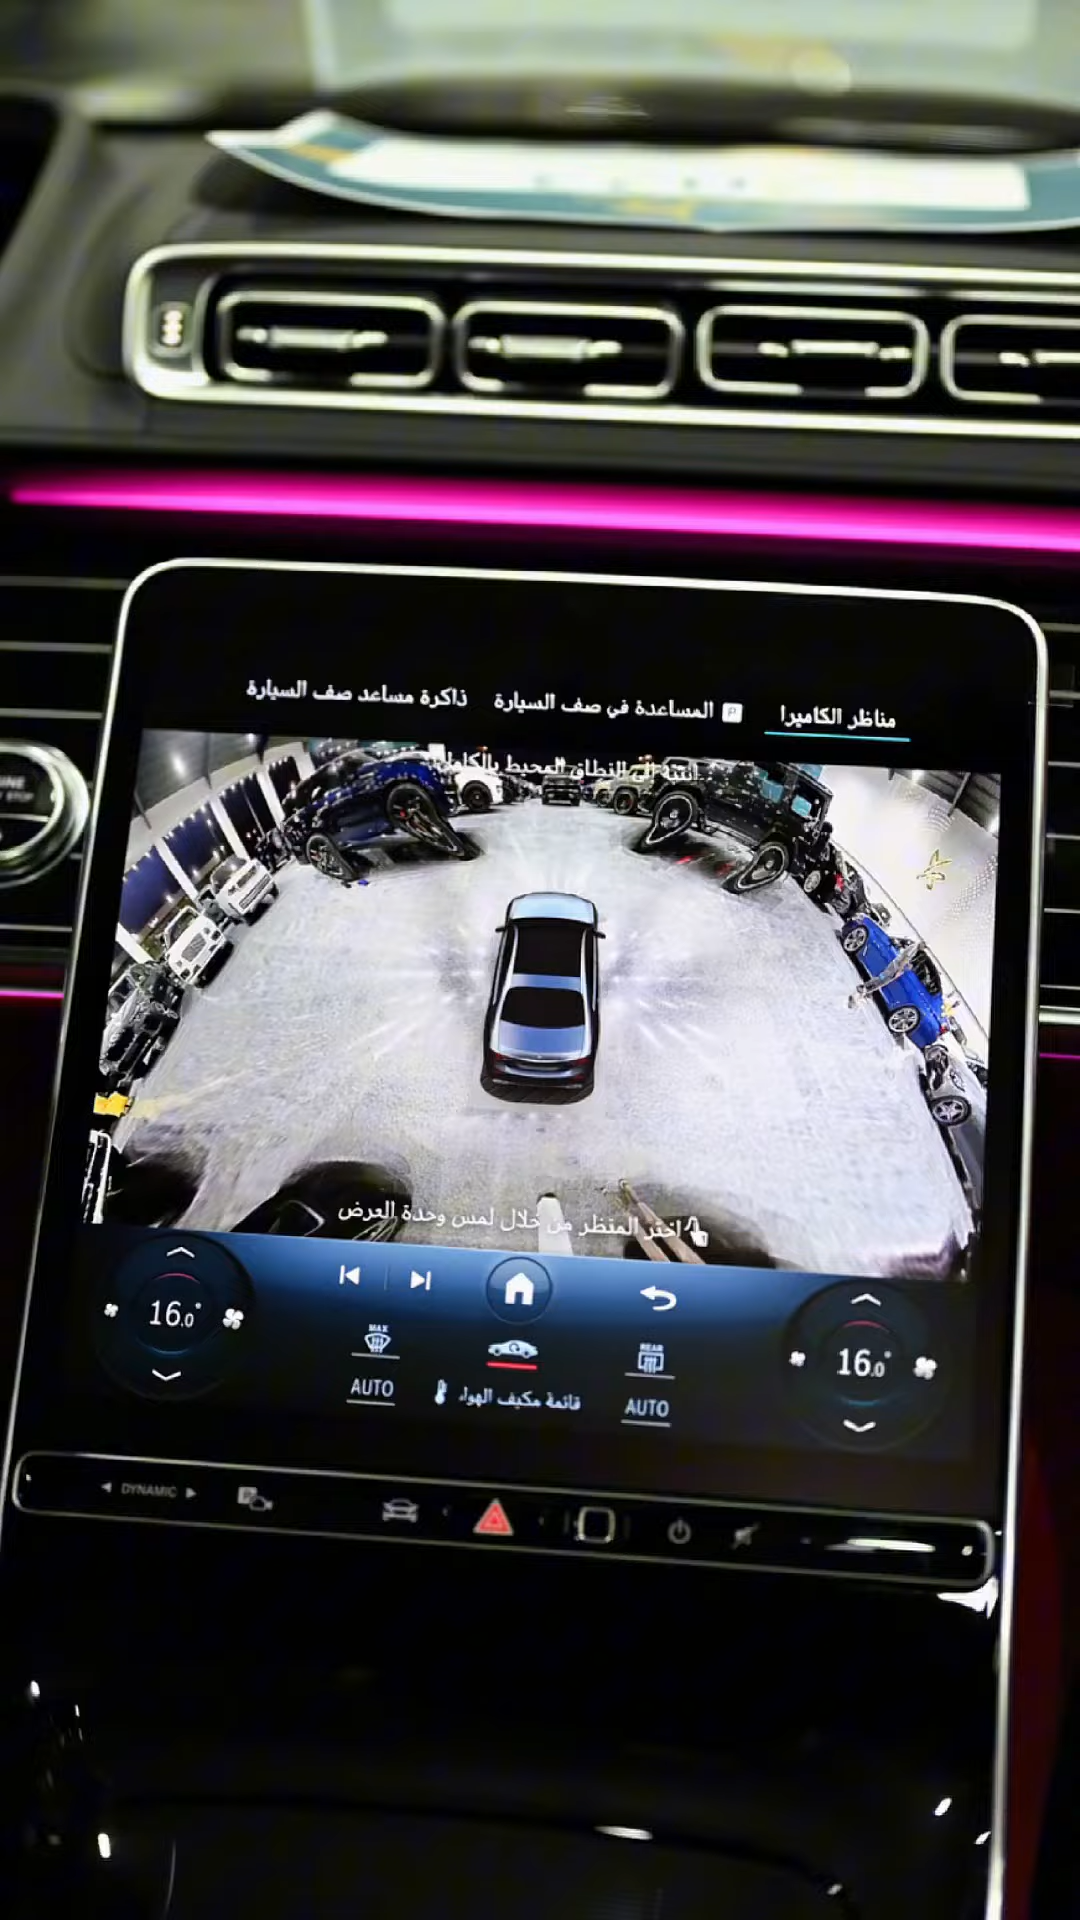 مناظر الكاميرا
P المساعدة في صف السيارة
ذاكرة مساعد صف السيارة
انتبه إلى النطاق المحيط بالكامل!
اختر المنظر من خلال لمس وحدة العرض
16.0°
16.0°
MAX
REAR
AUTO
قائمة مكيف الهواء
AUTO
DYNAMIC